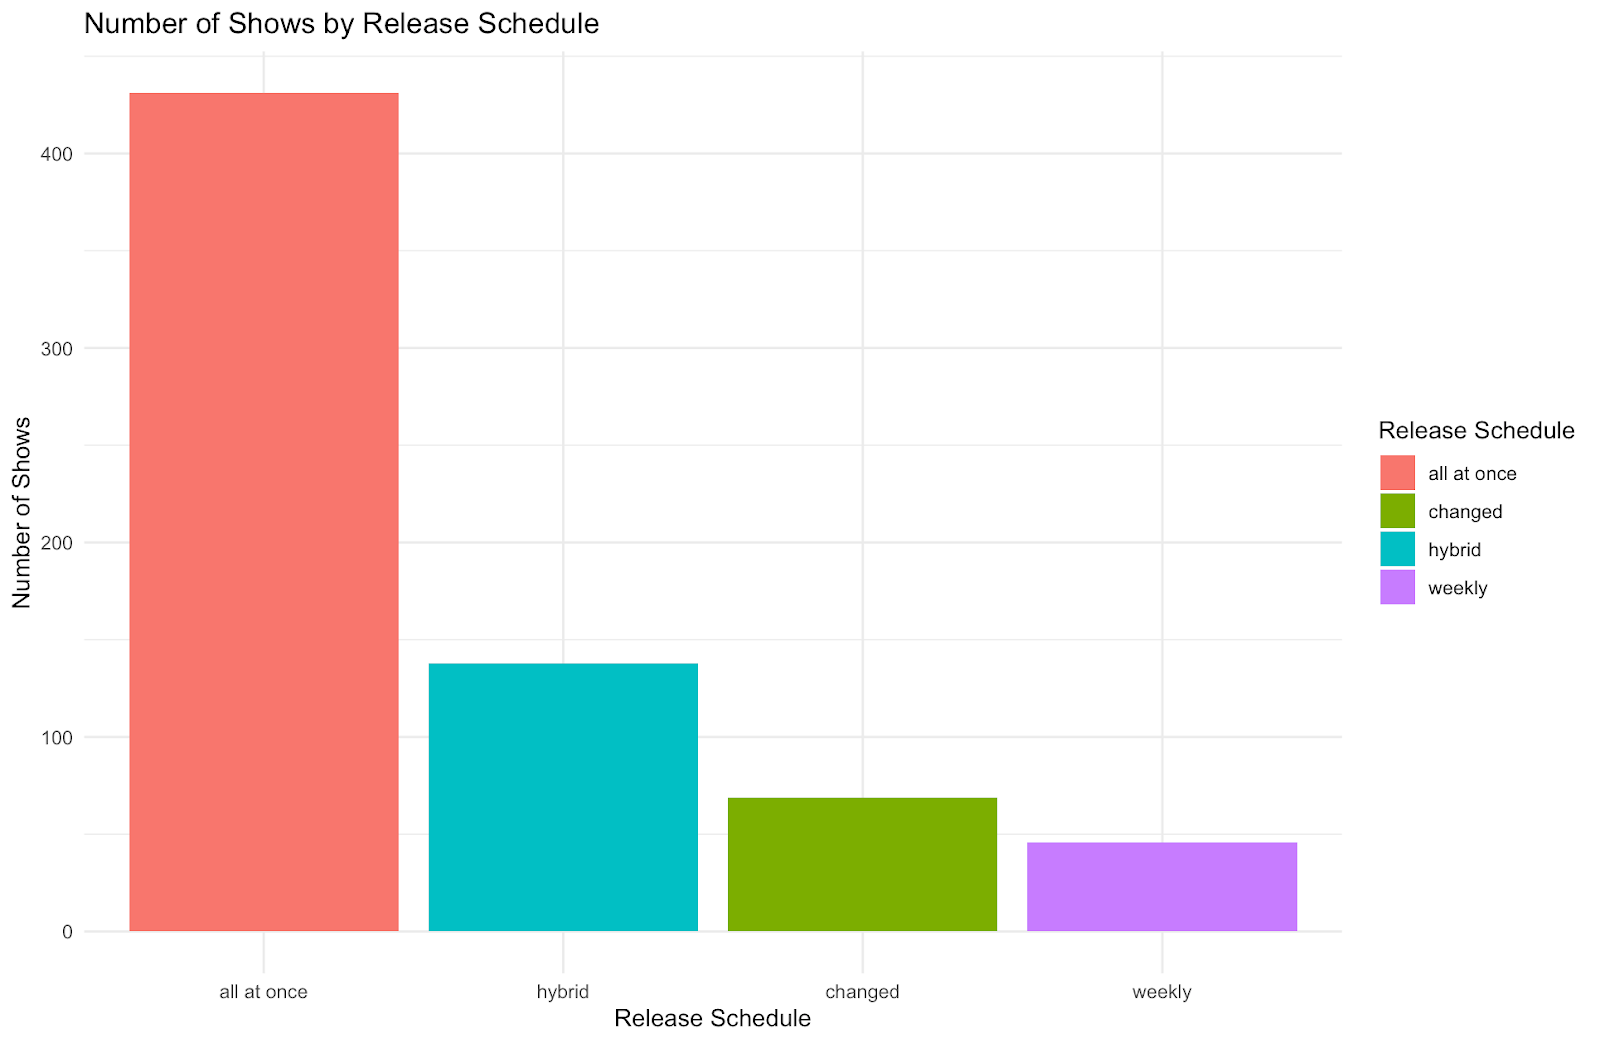 Number of Shows by Release Schedule
Number of Shows
400
300
200
100
0
all at once
hybrid
changed
weekly
Release Schedule
Release Schedule
all at once
changed
hybrid
weekly